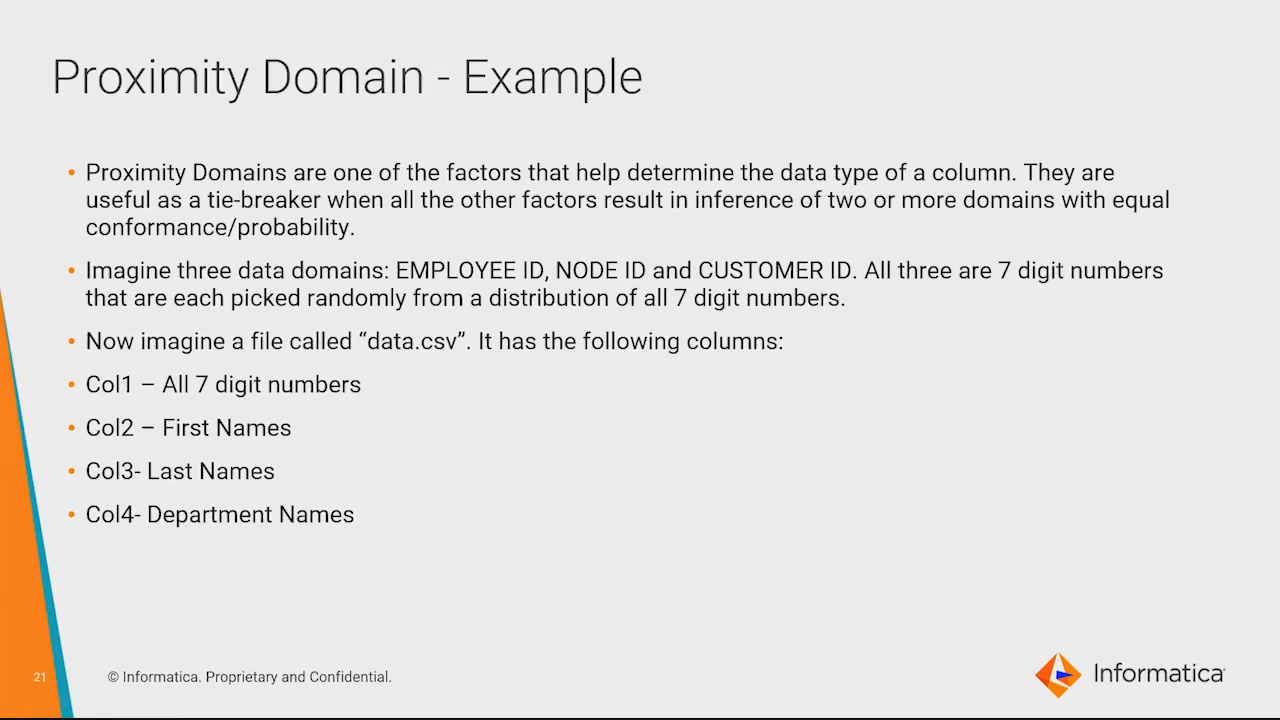 Proximity Domain - Example
• Proximity Domains are one of the factors that help determine the data type of a column. They are
useful as a tie-breaker when all the other factors result in inference of two or more domains with equal
conformance/probability.
• Imagine three data domains: EMPLOYEE ID, NODE ID and CUSTOMER ID. All three are 7 digit numbers
that are each picked randomly from a distribution of all 7 digit numbers.
• Now imagine a file called “data.csv”. It has the following columns:
• Col1 – All 7 digit numbers
• Col2 – First Names
• Col3- Last Names
• Col4- Department Names
21
© Informatica. Proprietary and Confidential.
Informatica